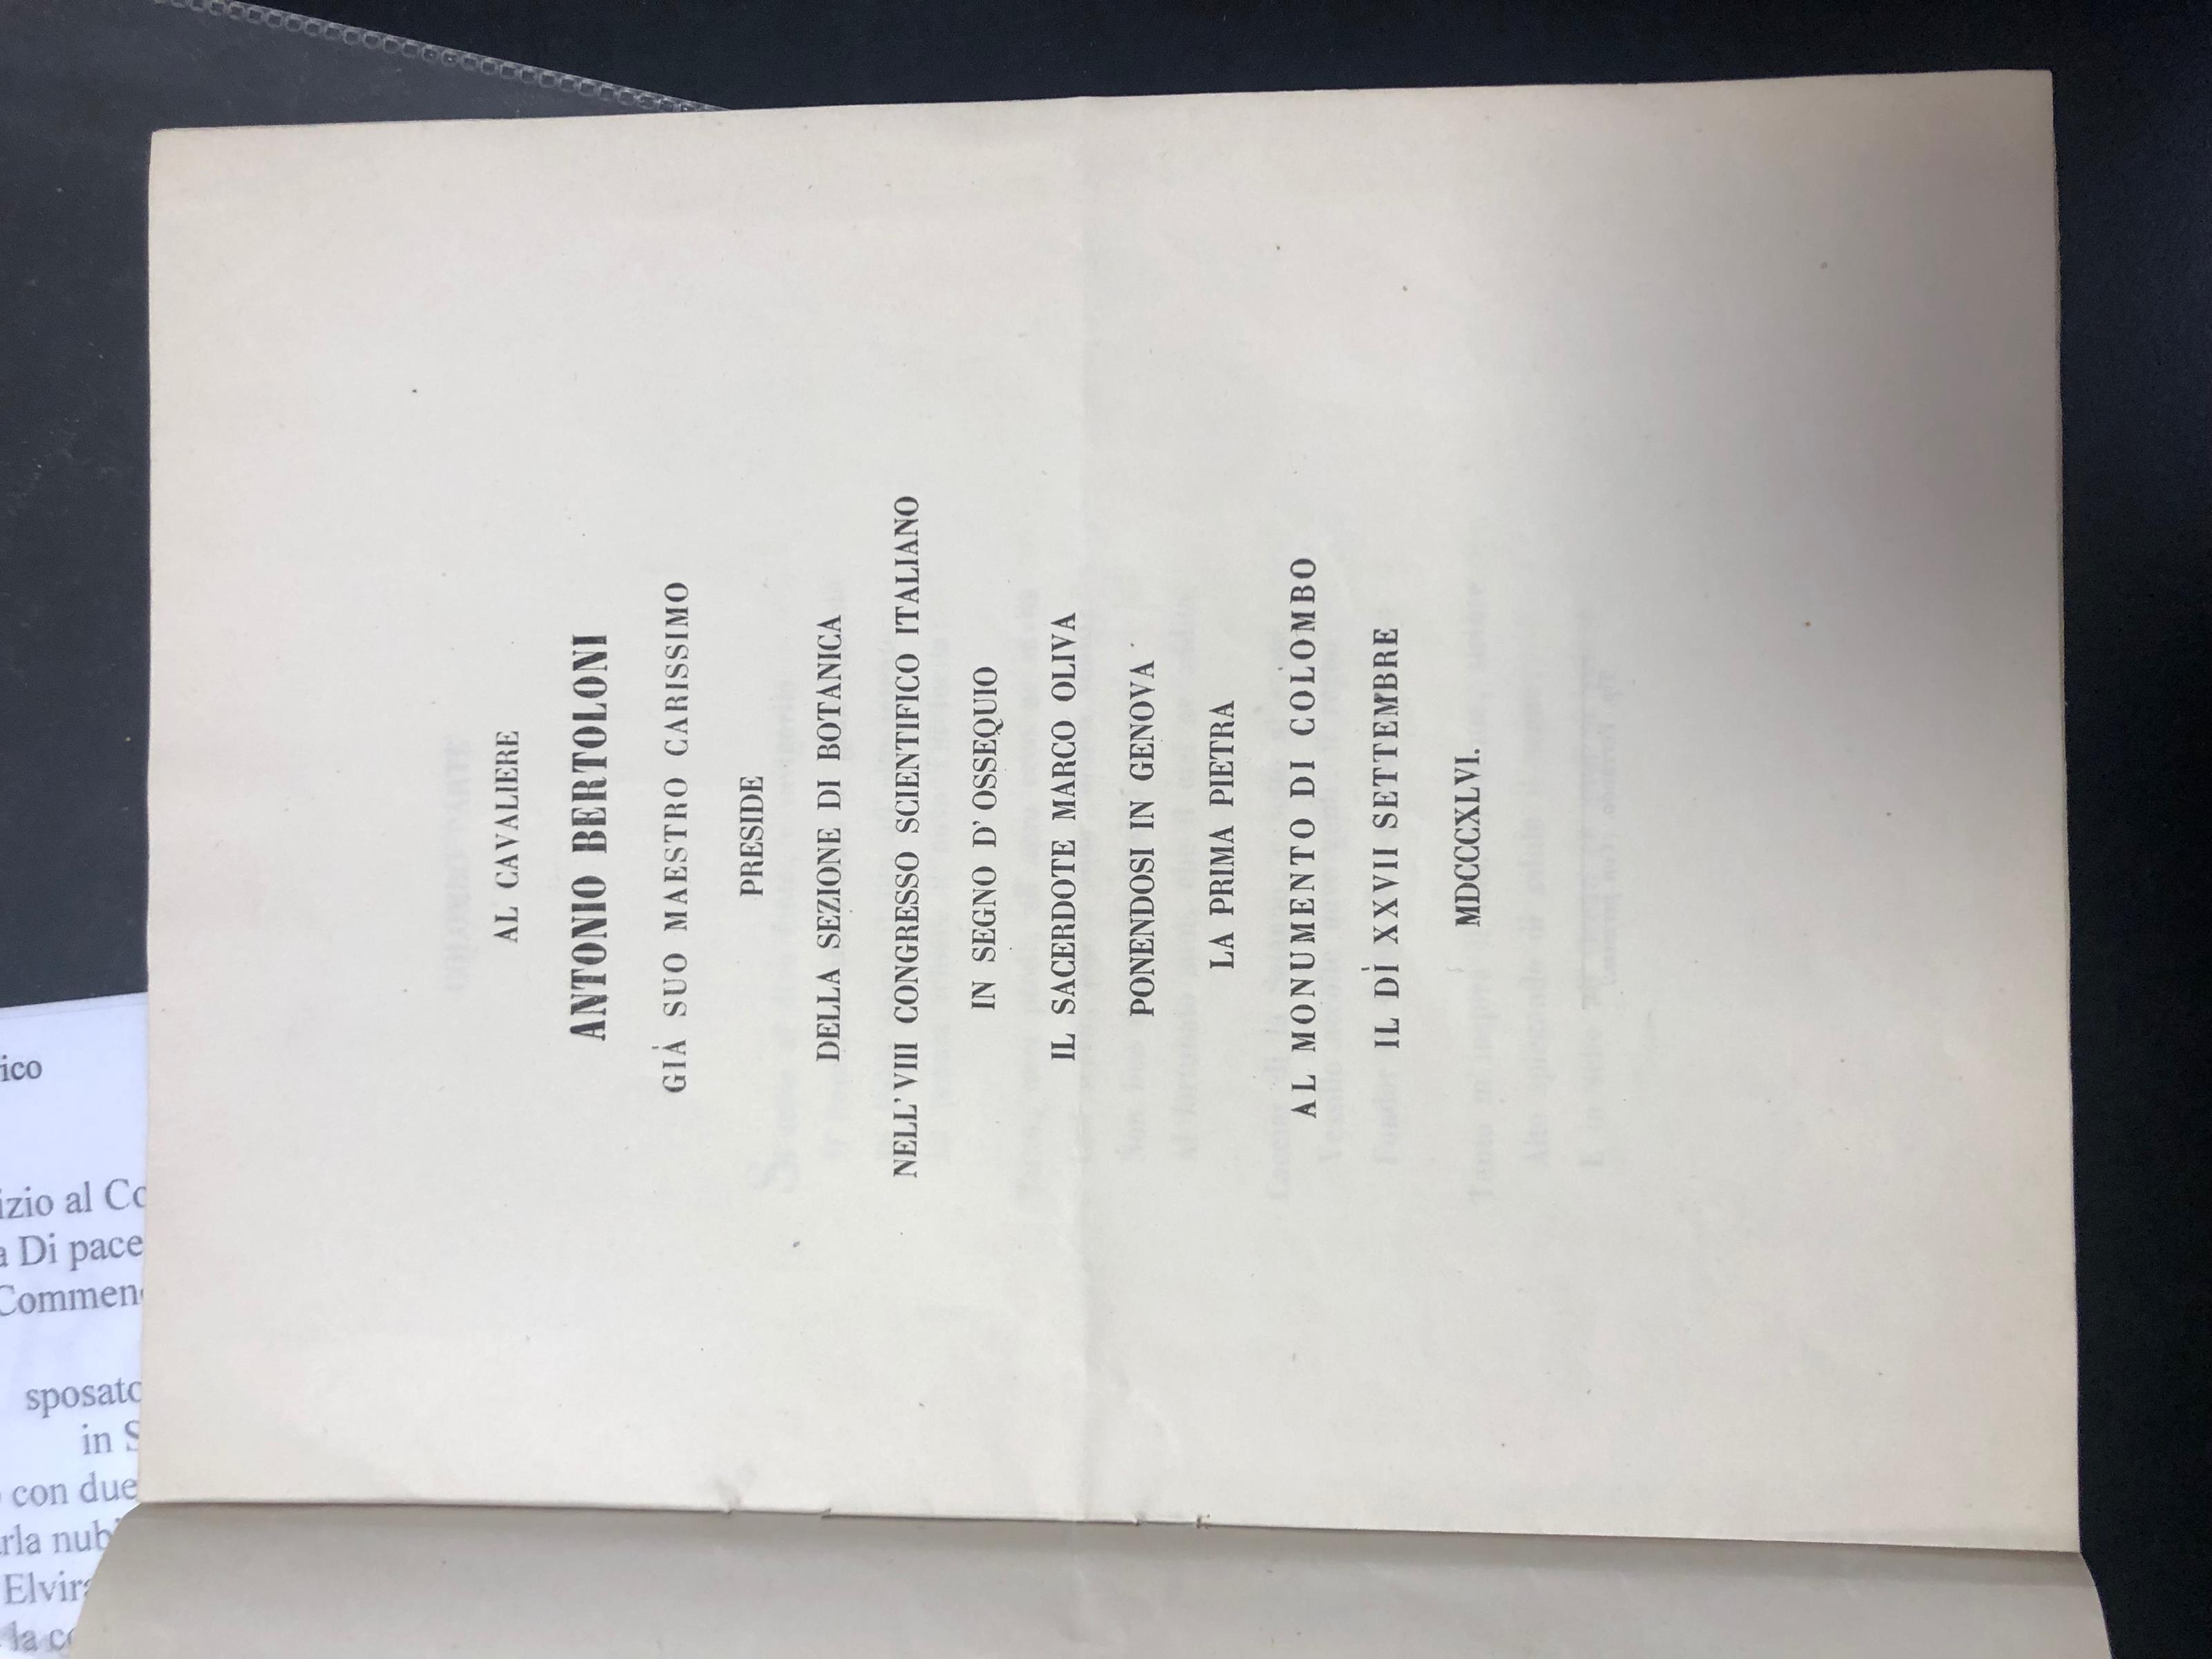 AL CAVALIERE
ANTONIO BERTOLONI
GIÀ SUO MAESTRO CARISSIMO
PRESIDE
DELLA SEZIONE DI BOTANICA
NELL' VIII CONGRESSO SCIENTIFICO ITALIANO
IN SEGNO D' OSSEQUIO
IL SACERDOTE MARCO OLIVA
PONENDOSI IN GENOVA
LA PRIMA PIETRA
AL MONUMENTO DI COLOMBO
IL DÌ XXVII SETTEMBRE
MDCCCXLVI.
ico
izio al Co
a Di pace
Commen
sposato
in S
con due
rla nub
Elvira
la co